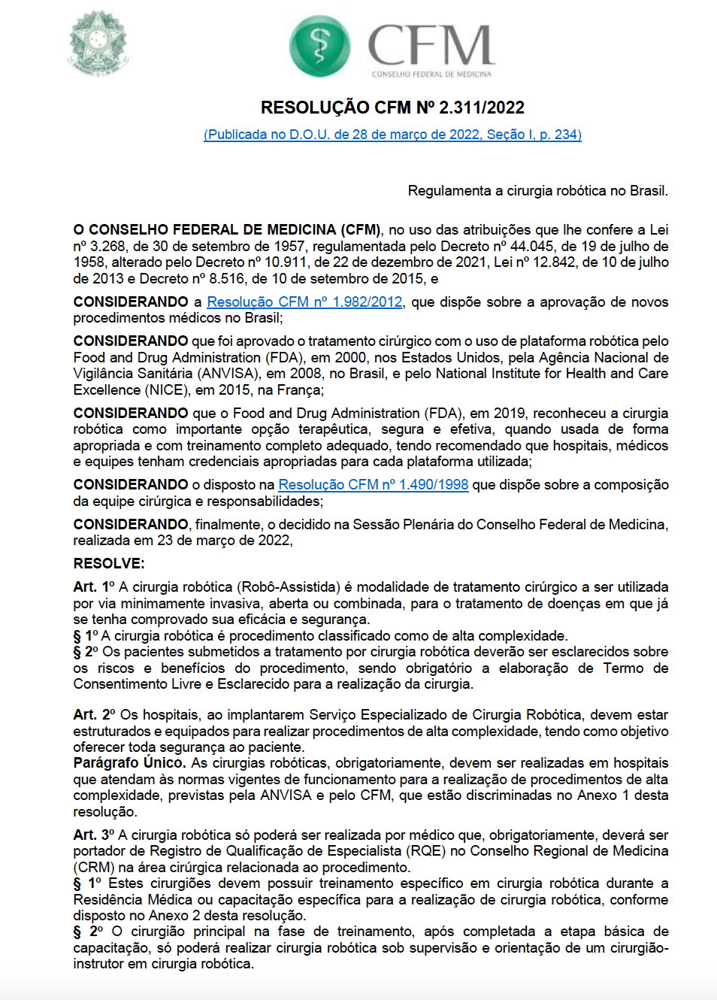 CFM
CONSELHO FEDERAL DE MEDICINA
RESOLUÇÃO CFM Nº 2.311/2022
(Publicada no D.O.U. de 28 de março de 2022, Seção I, p. 234)
Regulamenta a cirurgia robótica no Brasil.
O CONSELHO FEDERAL DE MEDICINA (CFM), no uso das atribuições que lhe confere a Lei
nº 3.268, de 30 de setembro de 1957, regulamentada pelo Decreto nº 44.045, de 19 de julho de
1958, alterado pelo Decreto nº 10.911, de 22 de dezembro de 2021, Lei nº 12.842, de 10 de julho
de 2013 e Decreto nº 8.516, de 10 de setembro de 2015, e
CONSIDERANDO a Resolução CFM nº 1.982/2012, que dispõe sobre a aprovação de novos
procedimentos médicos no Brasil;
CONSIDERANDO que foi aprovado o tratamento cirúrgico com o uso de plataforma robótica pelo
Food and Drug Administration (FDA), em 2000, nos Estados Unidos, pela Agência Nacional de
Vigilância Sanitária (ANVISA), em 2008, no Brasil, e pelo National Institute for Health and Care
Excellence (NICE), em 2015, na França;
CONSIDERANDO que o Food and Drug Administration (FDA), em 2019, reconheceu a cirurgia
robótica como importante opção terapêutica, segura e efetiva, quando usada de forma
apropriada e com treinamento completo adequado, tendo recomendado que hospitais, médicos
e equipes tenham credenciais apropriadas para cada plataforma utilizada;
CONSIDERANDO o disposto na Resolução CFM nº 1.490/1998 que dispõe sobre a composição
da equipe cirúrgica e responsabilidades;
CONSIDERANDO, finalmente, o decidido na Sessão Plenária do Conselho Federal de Medicina,
realizada em 23 de março de 2022,
RESOLVE:
Art. 1º A cirurgia robótica (Robô-Assistida) é modalidade de tratamento cirúrgico a ser utilizada
por via minimamente invasiva, aberta ou combinada, para o tratamento de doenças em que já
se tenha comprovado sua eficácia e segurança.
§ 1º A cirurgia robótica é procedimento classificado como de alta complexidade.
§ 2º Os pacientes submetidos a tratamento por cirurgia robótica deverão ser esclarecidos sobre
os riscos e benefícios do procedimento, sendo obrigatório a elaboração de Termo de
Consentimento Livre e Esclarecido para a realização da cirurgia.
Art. 2º Os hospitais, ao implantarem Serviço Especializado de Cirurgia Robótica, devem estar
estruturados e equipados para realizar procedimentos de alta complexidade, tendo como objetivo
oferecer toda segurança ao paciente.
Parágrafo Único. As cirurgias robóticas, obrigatoriamente, devem ser realizadas em hospitais
que atendam às normas vigentes de funcionamento para a realização de procedimentos de alta
complexidade, previstas pela ANVISA e pelo CFM, que estão discriminadas no Anexo 1 desta
resolução.
Art. 3º A cirurgia robótica só poderá ser realizada por médico que, obrigatoriamente, deverá ser
portador de Registro de Qualificação de Especialista (RQE) no Conselho Regional de Medicina
(CRM) na área cirúrgica relacionada ao procedimento.
§ 1º Estes cirurgiões devem possuir treinamento específico em cirurgia robótica durante a
Residência Médica ou capacitação específica para a realização de cirurgia robótica, conforme
disposto no Anexo 2 desta resolução.
§ 2º O cirurgião principal na fase de treinamento, após completada a etapa básica de
capacitação, só poderá realizar cirurgia robótica sob supervisão e orientação de um cirurgião-
instrutor em cirurgia robótica.